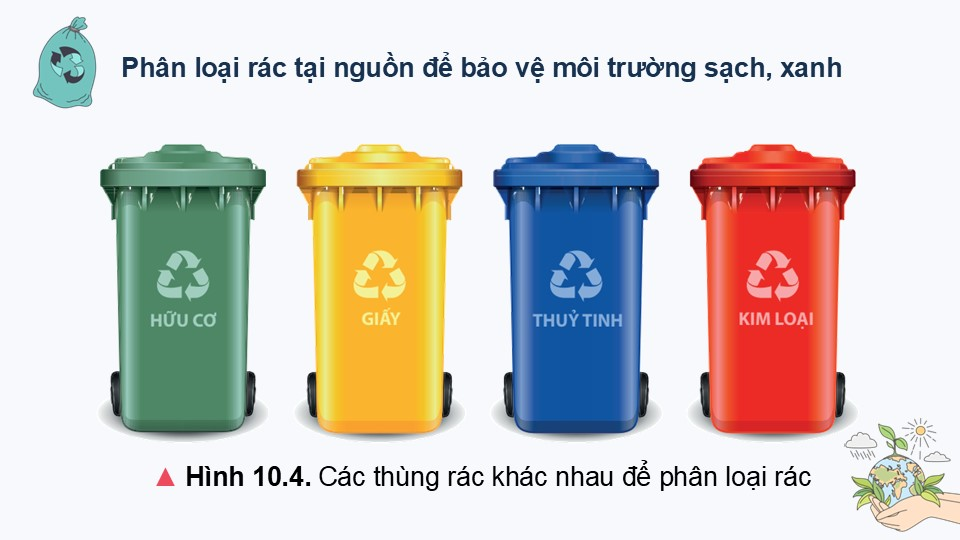 Phân loại rác tại nguồn để bảo vệ môi trường sạch, xanh
HỮU CƠ
GIẤY
THUỶ TINH
KIM LOẠI
▲ Hình 10.4. Các thùng rác khác nhau để phân loại rác